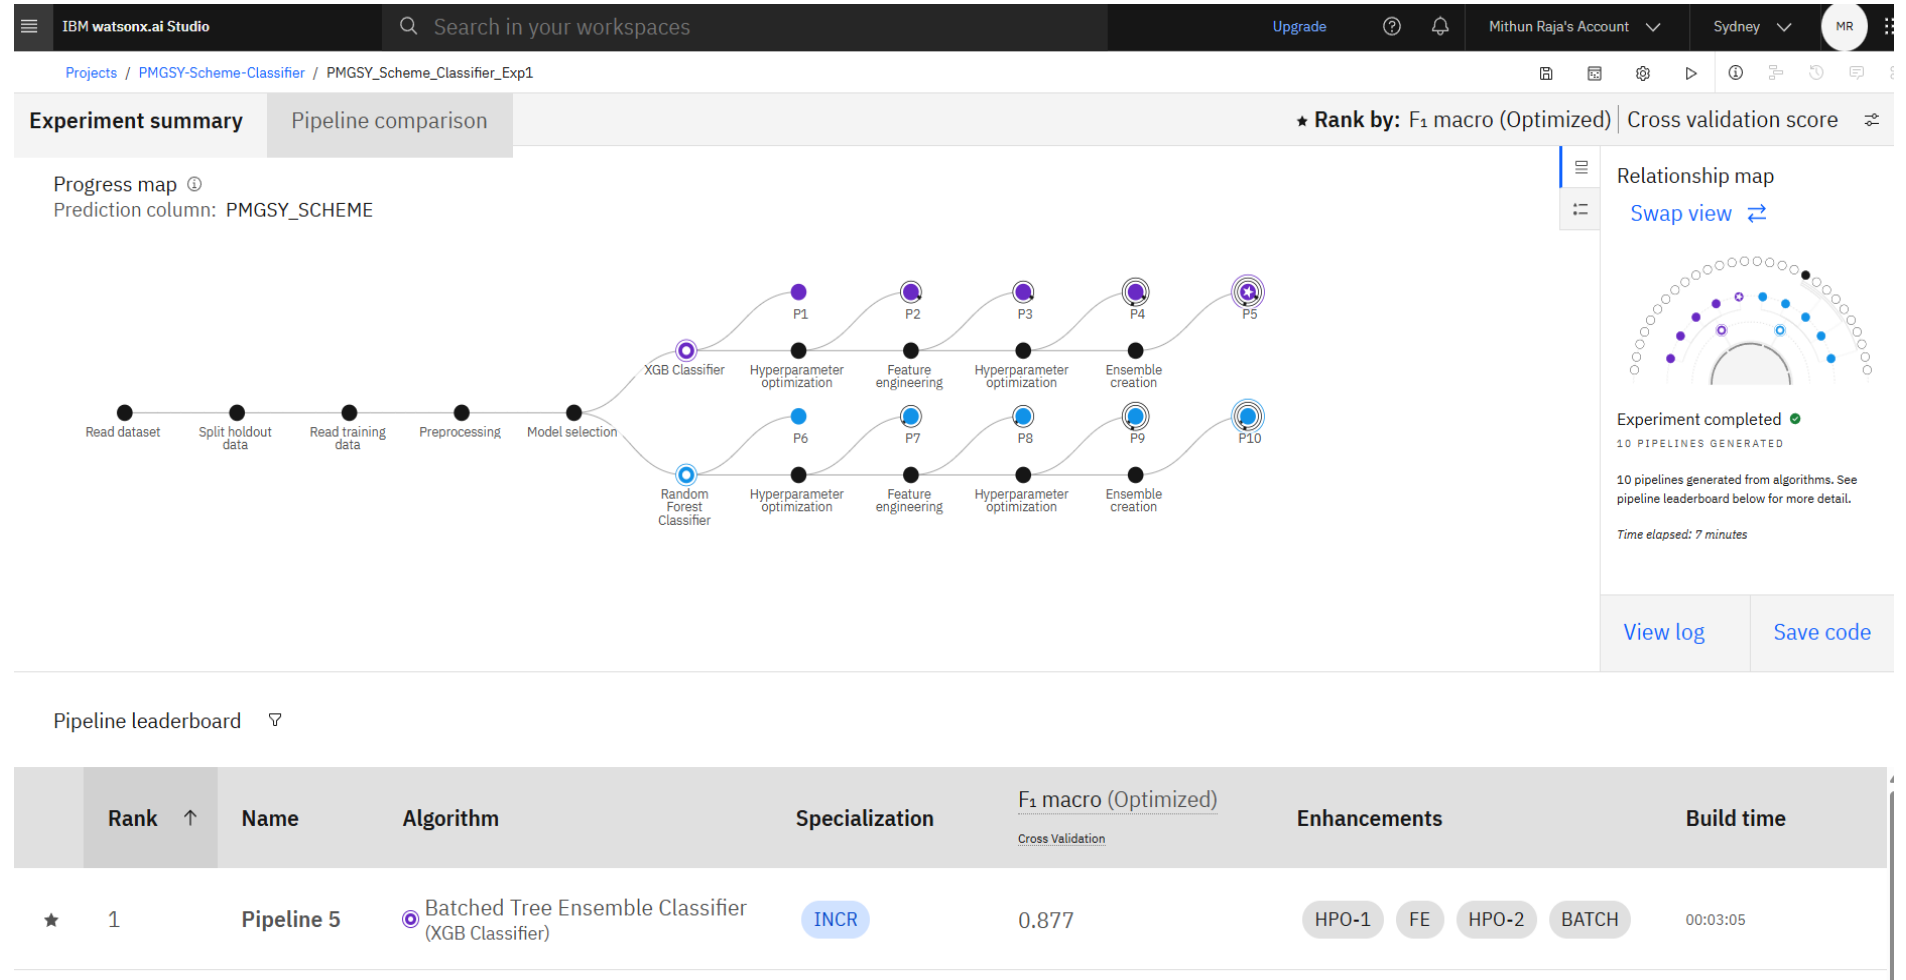 IBM watsonx.ai Studio
Search in your workspaces
Upgrade
Mithun Raja's Account
Sydney
MR
Projects / PMGSY-Scheme-Classifier / PMGSY_Scheme_Classifier_Exp1
Experiment summary
Pipeline comparison
★ Rank by: F₁ macro (Optimized) | Cross validation score
Progress map
Prediction column: PMGSY_SCHEME
P1
P2
P3
P4
P5
XGB Classifier
Hyperparameter
optimization
Feature
engineering
Hyperparameter
optimization
Ensemble
creation
Read dataset
Split holdout
data
Read training
data
Preprocessing
Model selection
P6
P7
P8
P9
P10
Random
Forest
Classifier
Hyperparameter
optimization
Feature
engineering
Hyperparameter
optimization
Ensemble
creation
Relationship map
Swap view
Experiment completed
10 PIPELINES GENERATED
10 pipelines generated from algorithms. See
pipeline leaderboard below for more detail.
Time elapsed: 7 minutes
View log
Save code
Pipeline leaderboard
Rank ↑
Name
Algorithm
Specialization
F₁ macro (Optimized)
Cross Validation
Enhancements
Build time
★
1
Pipeline 5
Batched Tree Ensemble Classifier
(XGB Classifier)
INCR
0.877
HPO-1
FE
HPO-2
BATCH
00:03:05